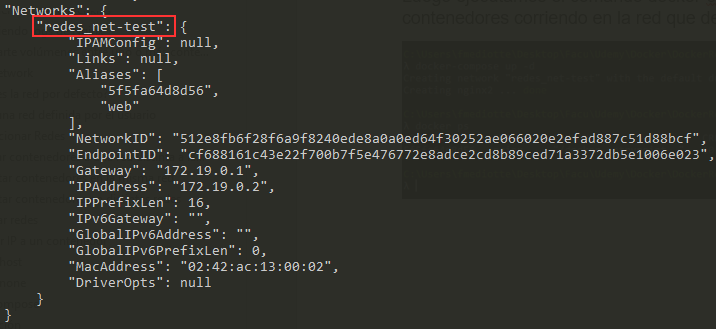 "Networks": {
"redes_net-test": {
"IPAMConfig": null,
"Links": null,
"Aliases": [
"5f5fa64d8d56",
"web"
],
"NetworkID": "512e8fb6f28f6a9f8240ede8a0a0ed64f30252ae066020e2efad887c51d88bcf",
"EndpointID": "cf688161c43e22f700b7f5e476772e8adce2cd8b89ced71a3372db5e1006e023",
"Gateway": "172.19.0.1",
"IPAddress": "172.19.0.2",
"IPPrefixLen": 16,
"IPv6Gateway": "",
"GlobalIPv6Address": "",
"GlobalIPv6PrefixLen": 0,
"MacAddress": "02:42:ac:13:00:02",
"DriverOpts": null
}
}
contenedores corriendo en la red que